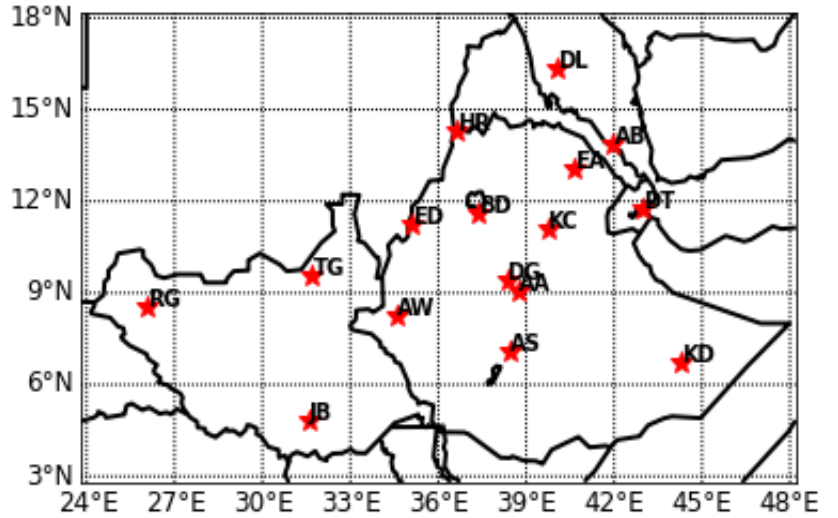 18°N
DL
15°N
HR
AB
EA
12°N
BD
DT
ED
KC
TG
DG
AA
9°N
RG
AW
AS
KD
6°N
JB
3°N
24°E 27°E 30°E 33°E 36°E 39°E 42°E 45°E 48°E